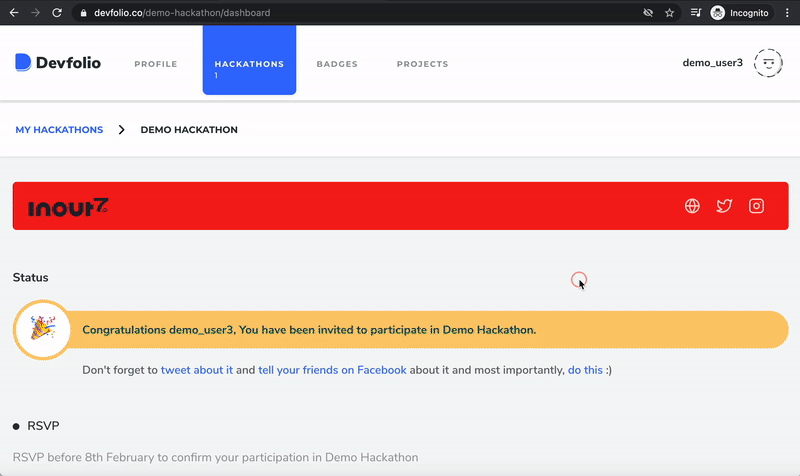 devfolio.co/demo-hackathon/dashboard
Incognito
Devfolio
PROFILE
HACKATHONS
1
BADGES
PROJECTS
demo_user3
MY HACKATHONS
DEMO HACKATHON
inout7.0
Status
Congratulations demo_user3, You have been invited to participate in Demo Hackathon.
Don't forget to tweet about it and tell your friends on Facebook about it and most importantly, do this :)
RSVP
RSVP before 8th February to confirm your participation in Demo Hackathon